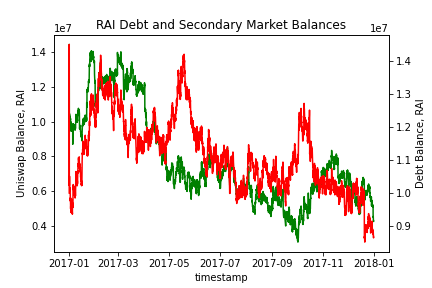 RAI Debt and Secondary Market Balances
1e7
1e7
1.4
1.2
1.0
0.8
0.6
0.4
Uniswap Balance, RAI
1.4
1.3
1.2
1.1
1.0
0.9
Debt Balance, RAI
2017-01 2017-03 2017-05 2017-07 2017-09 2017-11 2018-01
timestamp